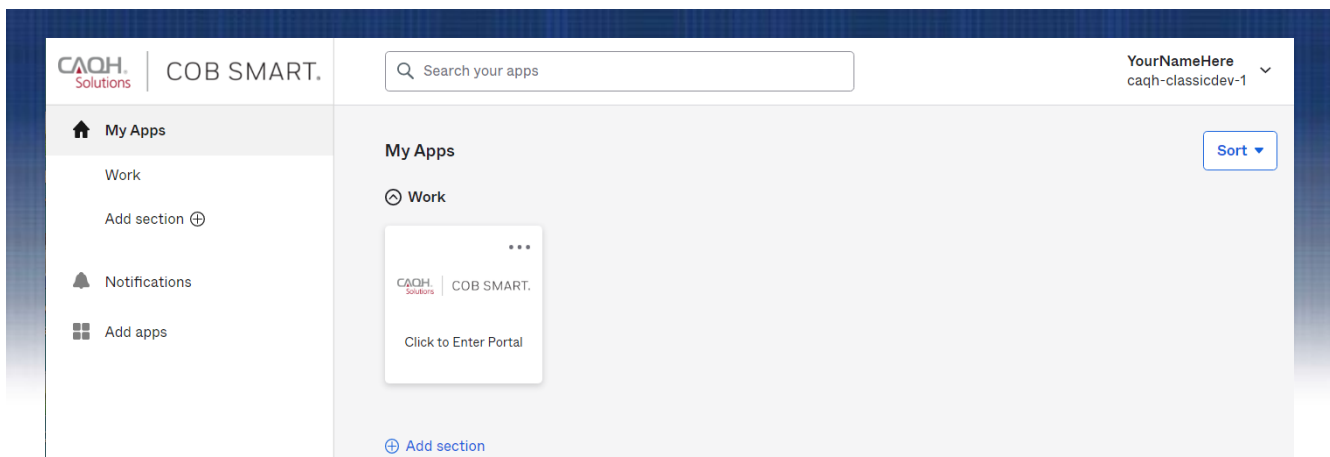 CAQH.
Solutions
COB SMART.
Search your apps
YourNameHere
caqh-classicdev-1
My Apps
Work
Add section
Notifications
Add apps
My Apps
Sort
Work
CAQH.
Solutions
COB SMART.
Click to Enter Portal
Add section